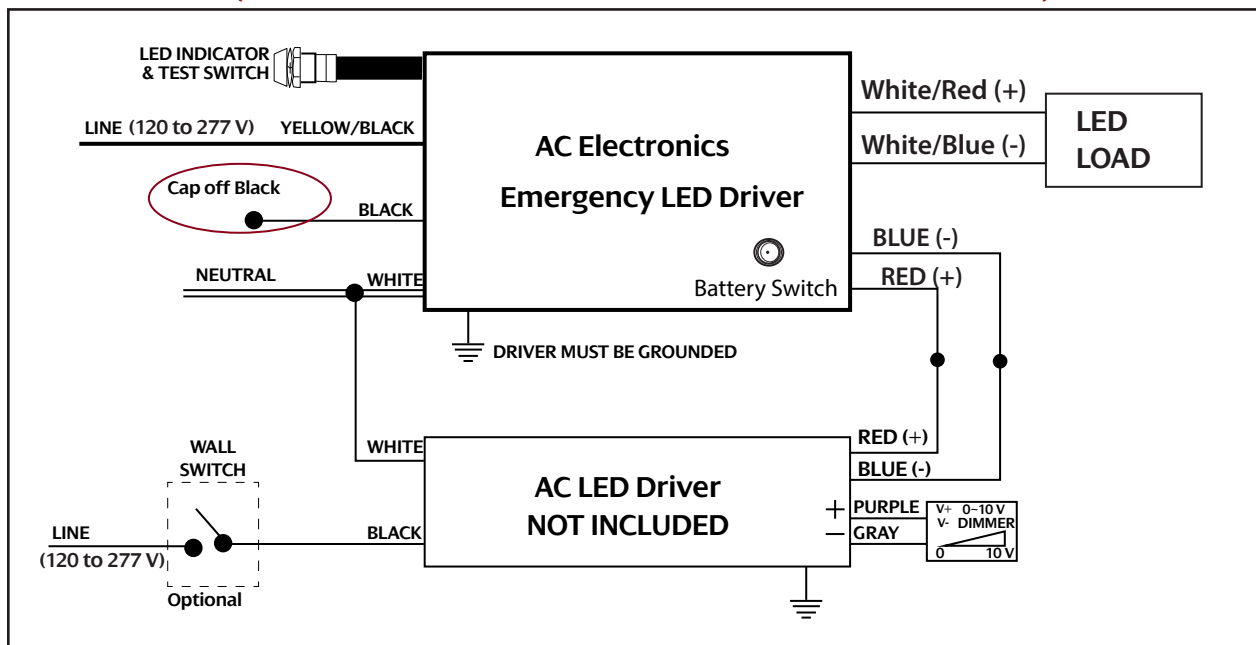 LED INDICATOR
& TEST SWITCH
LINE (120 to 277 V) YELLOW/BLACK
Cap off Black
BLACK
NEUTRAL
WHITE
AC Electronics
Emergency LED Driver
Battery Switch
White/Red (+)
White/Blue (-)
LED
LOAD
BLUE (-)
RED (+)
DRIVER MUST BE GROUNDED
WALL
SWITCH
LINE
(120 to 277 V)
Optional
WHITE
BLACK
AC LED Driver
NOT INCLUDED
RED (+)
BLUE (-)
+ PURPLE
− GRAY
V+ 0~10 V
V- DIMMER
0 10 V